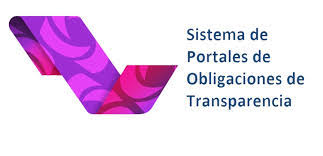 Sistema de
Portales de
Obligaciones de
Transparencia